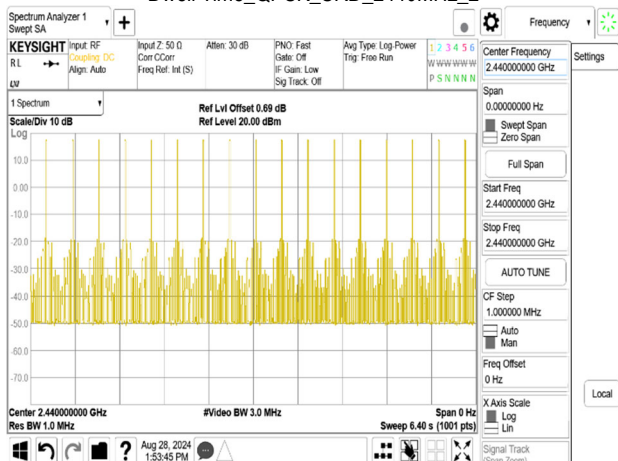 Spectrum Analyzer 1
Swept SA
Frequency
KEYSIGHT
RL
Input: RF
Coupling: DC
Align: Auto
Input Z: 50 Ω
Corr CCorr
Freq Ref: Int (S)
Atten: 30 dB
PNO: Fast
Gate: Off
IF Gain: Low
Sig Track: Off
Avg Type: Log-Power
Trig: Free Run
1 2 3 4 5 6
W WW WW W
P S N N N N
Center Frequency
2.440000000 GHz
Settings
Span
0.00000000 Hz
Swept Span
Zero Span
Full Span
Start Freq
2.440000000 GHz
Stop Freq
2.440000000 GHz
AUTO TUNE
CF Step
1.000000 MHz
Auto
Man
Freq Offset
0 Hz
X Axis Scale
Log
Lin
Signal Track
(Span Zoom)
Local
1 Spectrum
Scale/Div 10 dB
Ref Lvl Offset 0.69 dB
Ref Level 20.00 dBm
Log
10.0
0.00
-10.0
-20.0
-30.0
-40.0
-50.0
-60.0
-70.0
Center 2.440000000 GHz
Res BW 1.0 MHz
#Video BW 3.0 MHz
Span 0 Hz
Sweep 6.40 s (1001 pts)
?
Aug 28, 2024
1:53:45 PM